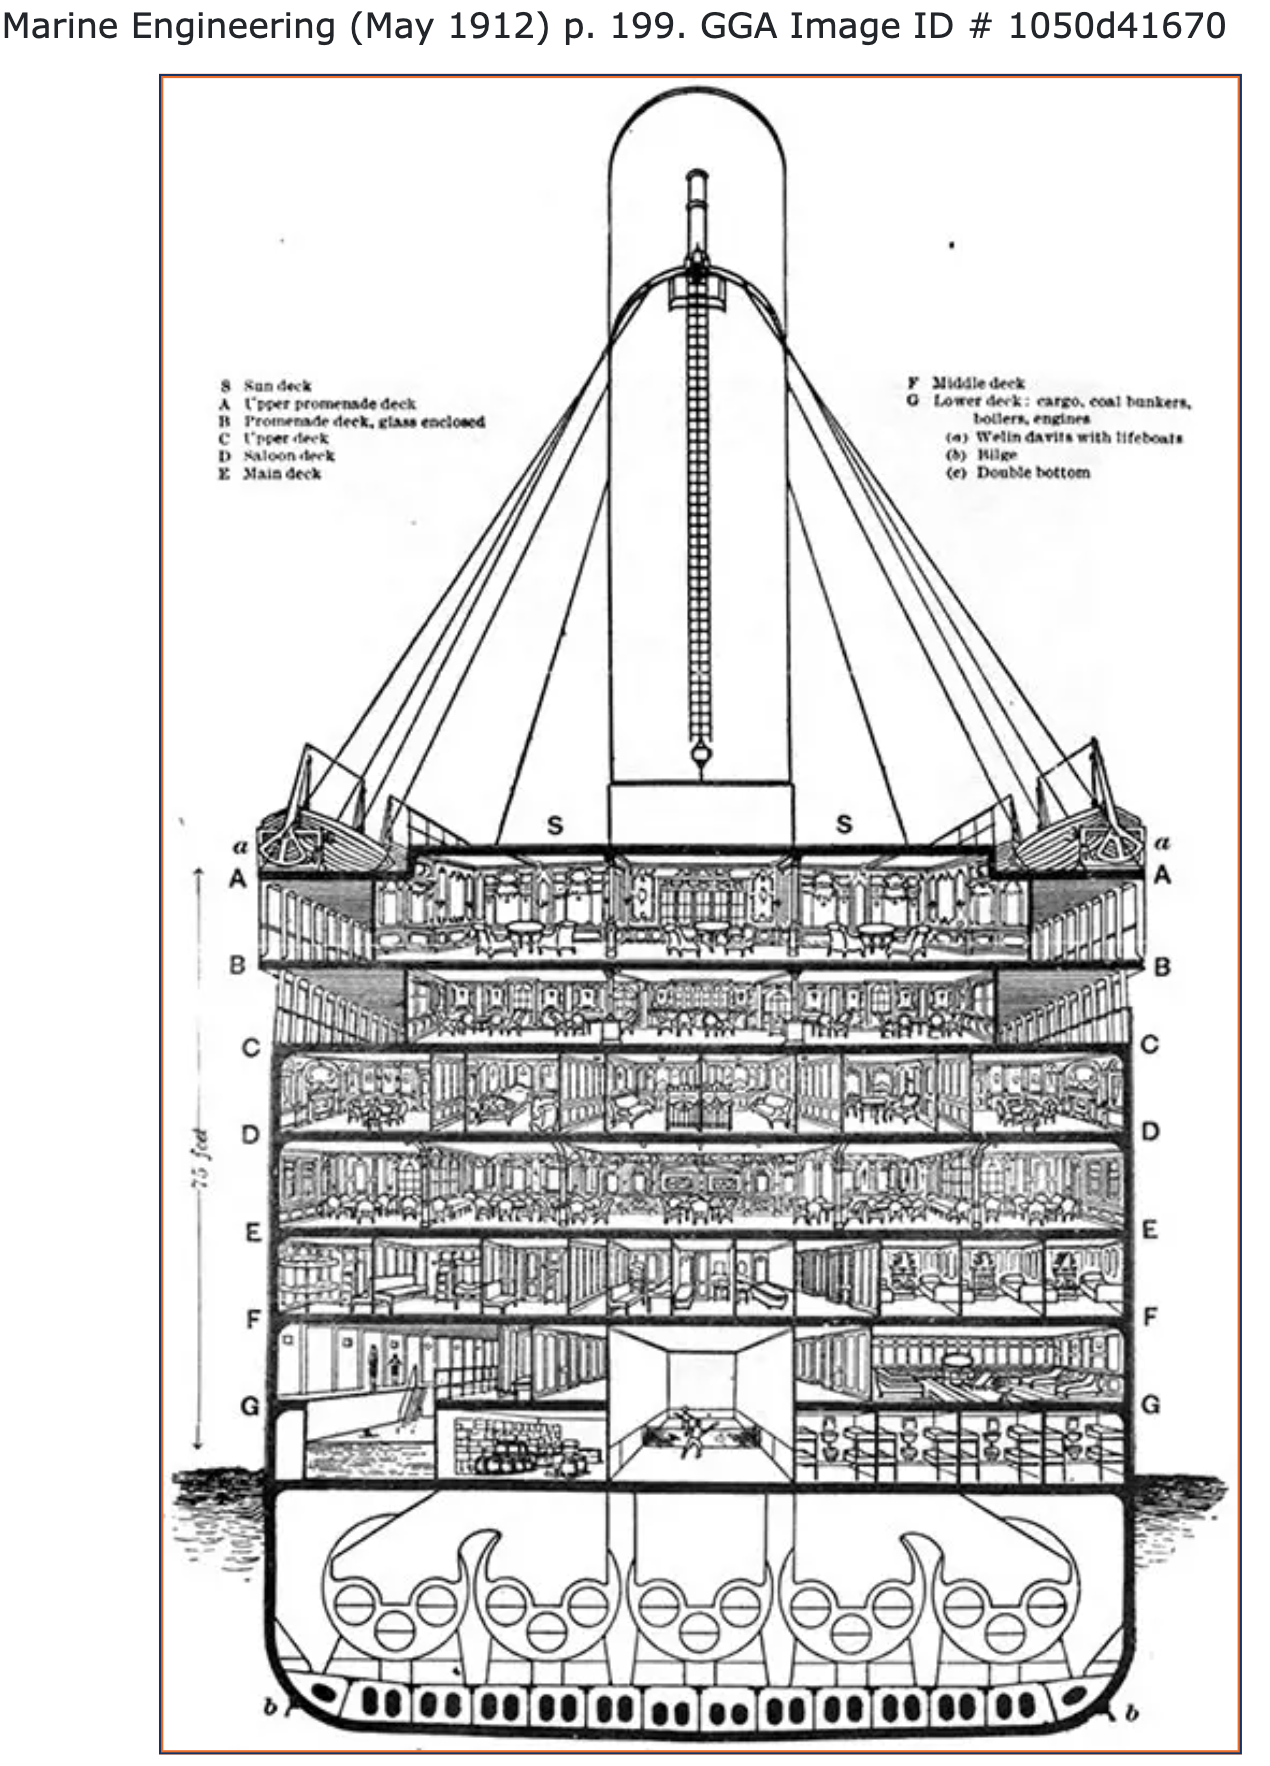 Marine Engineering (May 1912) p. 199. GGA Image ID # 1050d41670
S Sun deck
A Upper promenade deck
B Promenade deck, glass enclosed
C Upper deck
D Saloon deck
E Main deck
F Middle deck
G Lower deck: cargo, coal bunkers,
boilers, engines
(a) Welin davits with lifeboats
(b) Bilge
(c) Double bottom
S S
a a
A A
B B
C C
D D
75 feet
E E
F F
G G
b b